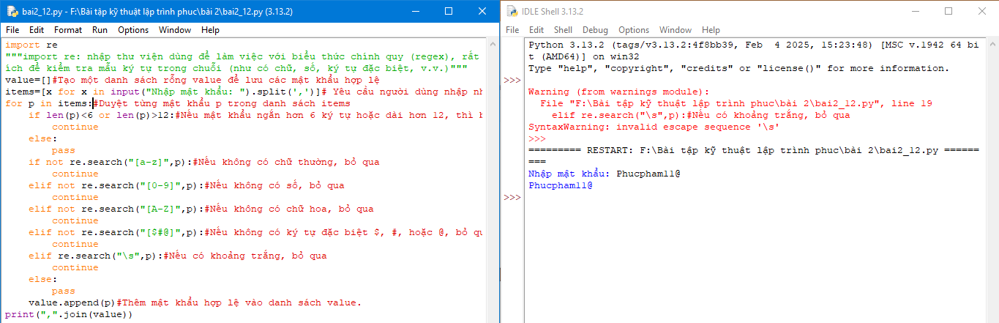 bai2_12.py - F:\Bài tập kỹ thuật lập trình phuc\bài 2\bai2_12.py (3.13.2)
File Edit Format Run Options Window Help
import re
"""import re: nhập thư viện dùng để làm việc với biểu thức chính quy (regex), rất
ích để kiểm tra mẫu ký tự trong chuỗi (như có chữ, số, ký tự đặc biệt, v.v.)"""
value=[]#Tạo một danh sách rỗng value để lưu các mật khẩu hợp lệ
items=[x for x in input("Nhập mật khẩu: ").split(',')]# Yêu cầu người dùng nhập
for p in items:#Duyệt từng mật khẩu p trong danh sách items
    if len(p)<6 or len(p)>12:#Nếu mật khẩu ngắn hơn 6 ký tự hoặc dài hơn 12, thì
        continue
    else:
        pass
    if not re.search("[a-z]",p):#Nếu không có chữ thường, bỏ qua
        continue
    elif not re.search("[0-9]",p):#Nếu không có số, bỏ qua
        continue
    elif not re.search("[A-Z]",p):#Nếu không có chữ hoa, bỏ qua
        continue
    elif not re.search("[$#@]",p):#Nếu không có ký tự đặc biệt $, #, hoặc @, bỏ
        continue
    elif re.search("\s",p):#Nếu có khoảng trắng, bỏ qua
        continue
    else:
        pass
    value.append(p)#Thêm mật khẩu hợp lệ vào danh sách value.
print(",".join(value))
IDLE Shell 3.13.2
File Edit Shell Debug Options Window Help
Python 3.13.2 (tags/v3.13.2:4f8bb39, Feb  4 2025, 15:23:48) [MSC v.1942 64 bi
t (AMD64)] on win32
Type "help", "copyright", "credits" or "license()" for more information.
>>>
Warning (from warnings module):
  File "F:\Bài tập kỹ thuật lập trình phuc\bài 2\bai2_12.py", line 19
    elif re.search("\s",p):#Nếu có khoảng trắng, bỏ qua
SyntaxWarning: invalid escape sequence '\s'
>>>
========= RESTART: F:\Bài tập kỹ thuật lập trình phuc\bài 2\bai2_12.py ======
===
Nhập mật khẩu: Phucpham11@
Phucpham11@
>>>